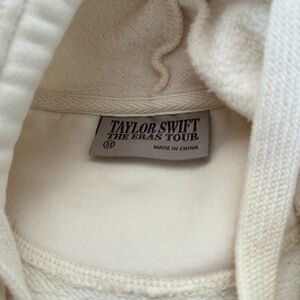 TAYLOR SWIFT
THE ERAS TOUR
M
MADE IN CHINA